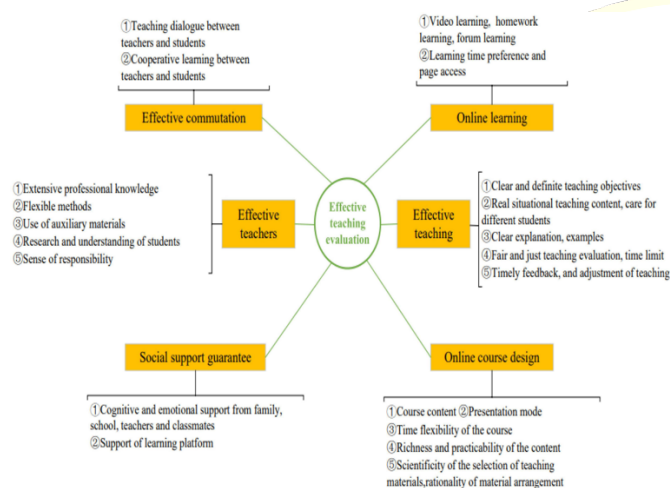 ①Teaching dialogue between
teachers and students
②Cooperative learning between
teachers and students
Effective commutation
①Video learning, homework
learning, forum learning
②Learning time preference and
page access
Online learning
①Extensive professional knowledge
②Flexible methods
③Use of auxiliary materials
④Research and understanding of students
⑤Sense of responsibility
Effective
teachers
Effective
teaching
evaluation
Effective
teaching
①Clear and definite teaching objectives
②Real situational teaching content, care for
different students
③Clear explanation, examples
④Fair and just teaching evaluation, time limit
⑤Timely feedback, and adjustment of teaching
Social support guarantee
①Cognitive and emotional support from family,
school, teachers and classmates
②Support of learning platform
Online course design
①Course content ②Presentation mode
③Time flexibility of the course
④Richness and practicability of the content
⑤Scientificity of the selection of teaching
materials,rationality of material arrangement